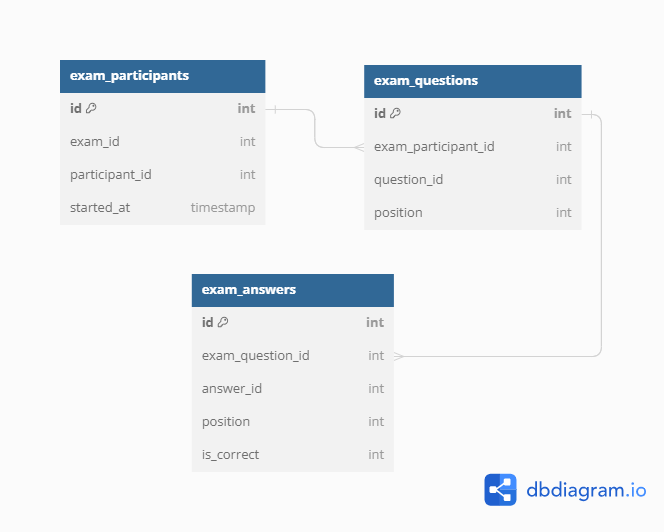 exam_participants
id int
exam_id int
participant_id int
started_at timestamp
exam_questions
id int
exam_participant_id int
question_id int
position int
exam_answers
id int
exam_question_id int
answer_id int
position int
is_correct int
dbdiagram.io